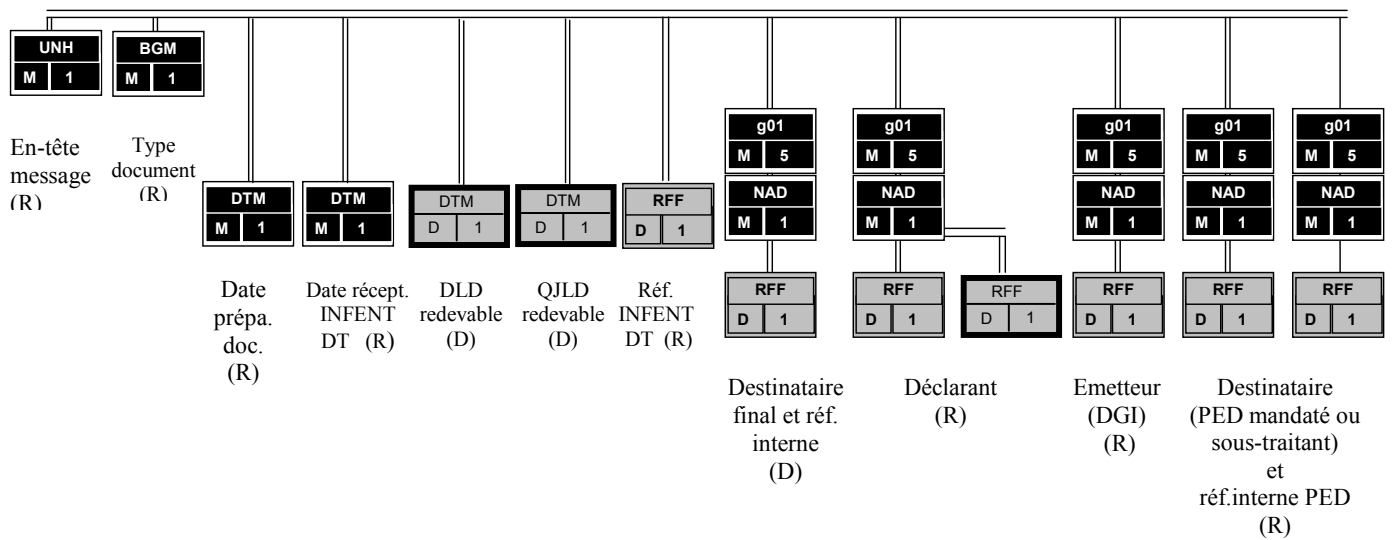 UNH
M 1
BGM
M 1
En-tête
message
(R)
Type
document
(R)
DTM
M 1
Date
prépa.
doc.
(R)
DTM
M 1
Date récept.
INFENT
DT (R)
DTM
D 1
DLD
redevable
(D)
DTM
D 1
QJLD
redevable
(D)
RFF
D 1
Réf.
INFENT
DT (R)
g01
M 5
NAD
M 1
RFF
D 1
Destinataire
final et réf.
interne
(D)
g01
M 5
NAD
M 1
RFF
D 1
RFF
D 1
Déclarant
(R)
g01
M 5
NAD
M 1
RFF
D 1
Emetteur
(DGI)
(R)
g01
M 5
NAD
M 1
RFF
D 1
g01
M 5
NAD
M 1
RFF
D 1
Destinataire
(PED mandaté ou
sous-traitant)
et
réf.interne PED
(R)